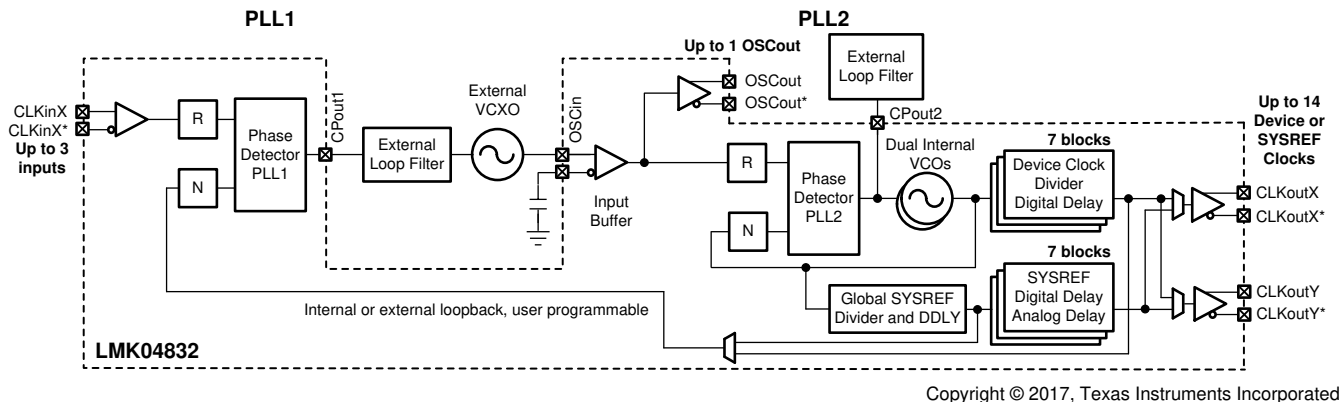 PLL1
PLL2
Up to 1 OSCout
External
Loop Filter
OSCout
OSCout*
CLKinX
CLKinX*
Up to 3
inputs
R
N
Phase
Detector
PLL1
CPout1
External
Loop Filter
External
VCXO
OSCin
Input
Buffer
R
N
Phase
Detector
PLL2
CPout2
Dual Internal
VCOs
7 blocks
Device Clock
Divider
Digital Delay
7 blocks
SYSREF
Digital Delay
Analog Delay
Global SYSREF
Divider and DDLY
Up to 14
Device or
SYSREF
Clocks
CLKoutX
CLKoutX*
CLKoutY
CLKoutY*
Internal or external loopback, user programmable
LMK04832
Copyright © 2017, Texas Instruments Incorporated